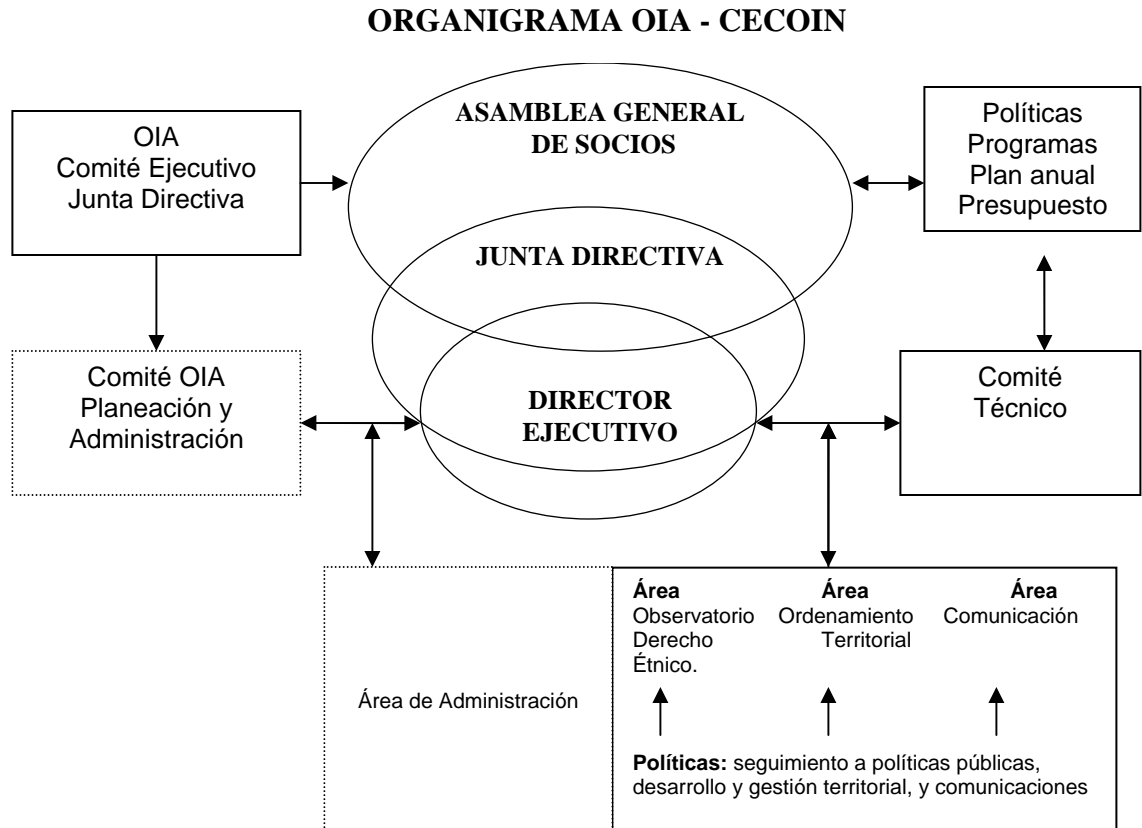 ORGANIGRAMA OIA - CECOIN
OIA
Comité Ejecutivo
Junta Directiva
ASAMBLEA GENERAL
DE SOCIOS
Políticas
Programas
Plan anual
Presupuesto
JUNTA DIRECTIVA
Comité OIA
Planeación y
Administración
DIRECTOR
EJECUTIVO
Comité
Técnico
Área de Administración
Área
Observatorio
Derecho
Étnico.
Área
Ordenamiento
Territorial
Área
Comunicación
Políticas: seguimiento a políticas públicas,
desarrollo y gestión territorial, y comunicaciones